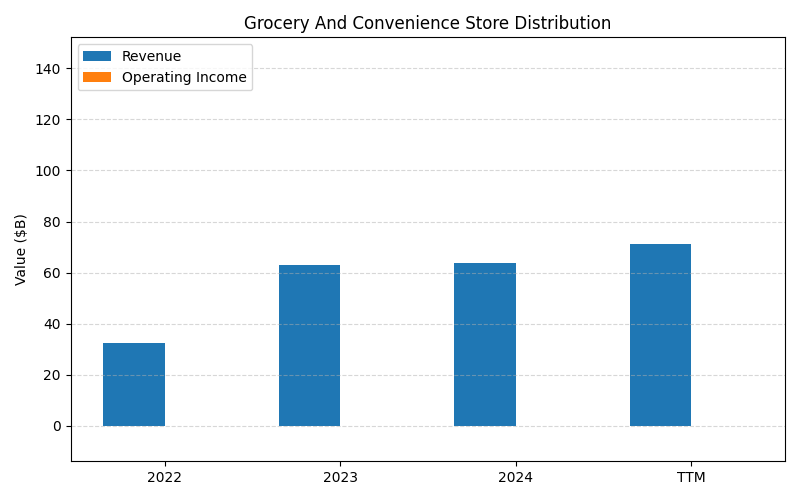 Grocery And Convenience Store Distribution
Revenue
Operating Income
Value ($B)
140
120
100
80
60
40
20
0
2022
2023
2024
TTM